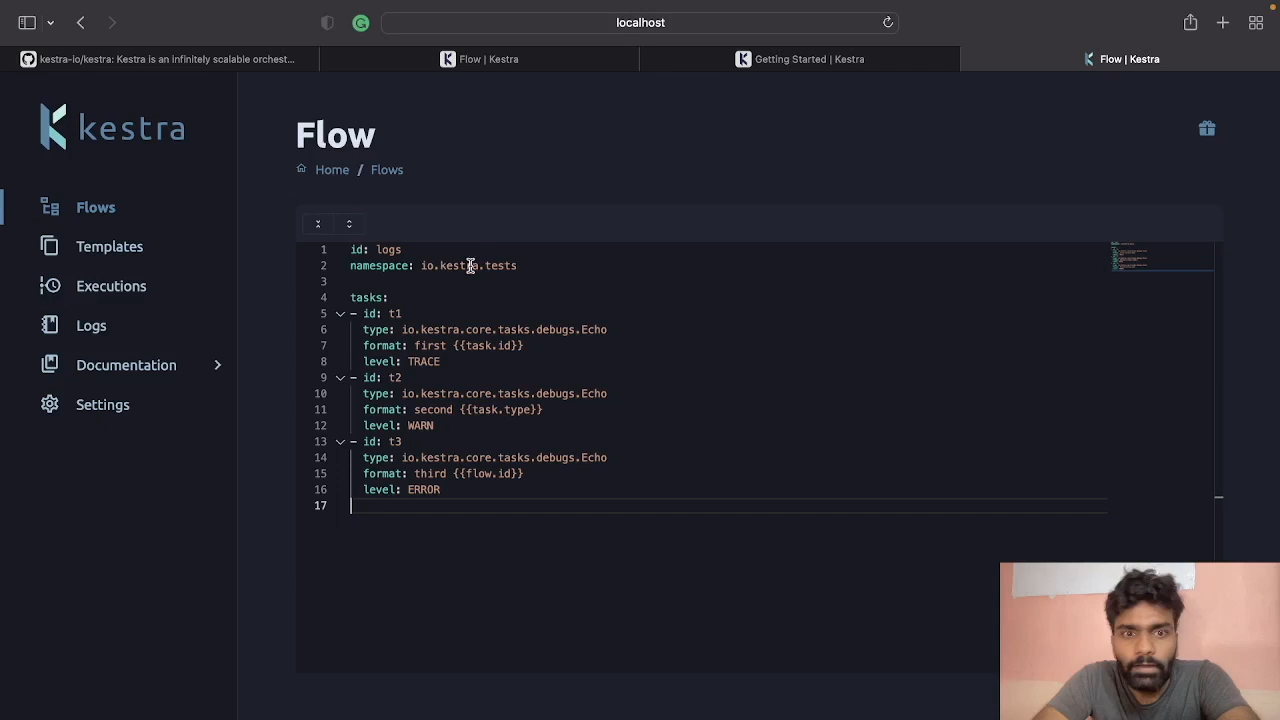 localhost
kestra-io/kestra: Kestra is an infinitely scalable orchest...
Flow | Kestra
Getting Started | Kestra
Flow | Kestra
kestra
Flows
Templates
Executions
Logs
Documentation
Settings
Flow
Home / Flows
1 id: logs
2 namespace: io.kestra.tests
3
4 tasks:
5 - id: t1
6 type: io.kestra.core.tasks.debugs.Echo
7 format: first {{task.id}}
8 level: TRACE
9 - id: t2
10 type: io.kestra.core.tasks.debugs.Echo
11 format: second {{task.type}}
12 level: WARN
13 - id: t3
14 type: io.kestra.core.tasks.debugs.Echo
15 format: third {{flow.id}}
16 level: ERROR
17